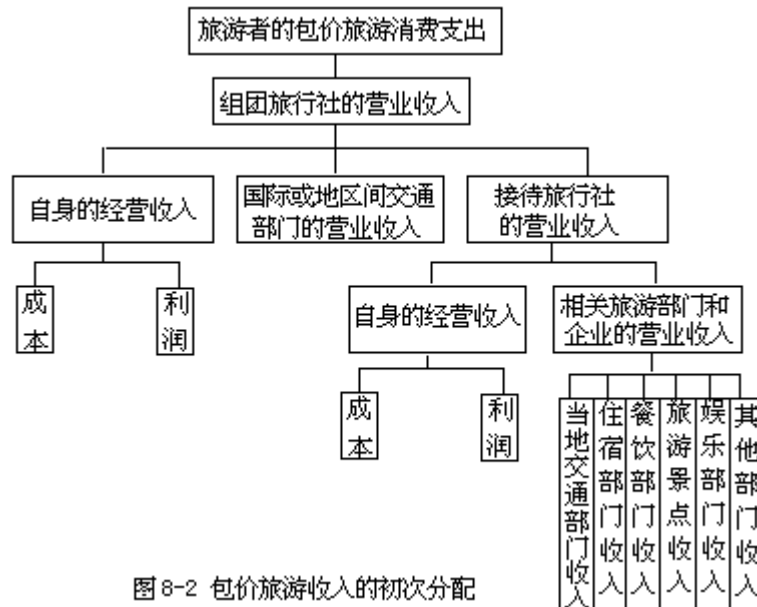 旅游者的包价旅游消费支出
组团旅行社的营业收入
自身的经营收入
国际或地区间交通
部门的营业收入
接待旅行社
的营业收入
成本
利润
自身的经营收入
相关旅游部门和
企业的营业收入
成本
利润
当地交通部门收入
住宿部门收入
餐饮部门收入
旅游景点收入
娱乐部门收入
其他部门收入
图8-2 包价旅游收入的初次分配